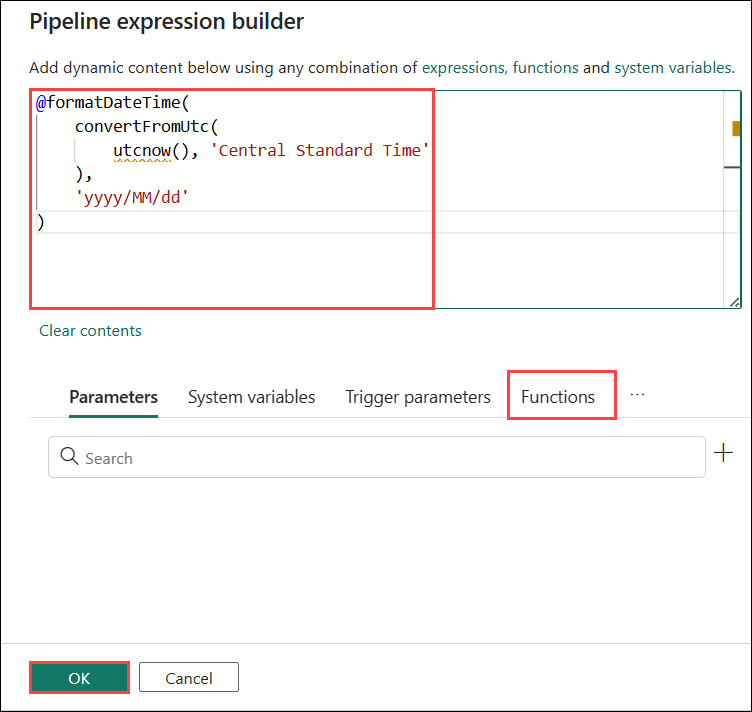 Pipeline expression builder
Add dynamic content below using any combination of expressions, functions and system variables.
@formatDateTime(
    convertFromUtc(
        utcnow(), 'Central Standard Time'
    ),
    'yyyy/MM/dd'
)
Clear contents
Parameters System variables Trigger parameters Functions ...
Search
OK Cancel